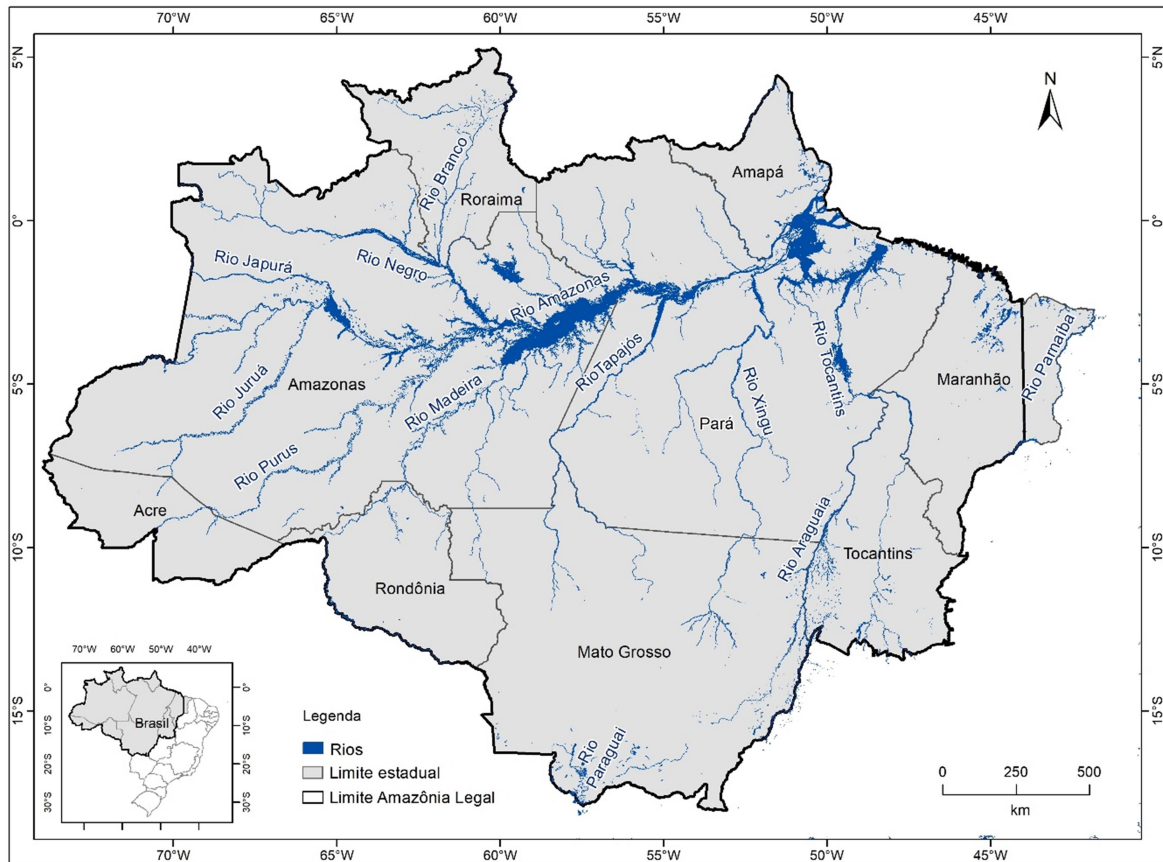 70°W 65°W 60°W 55°W 50°W 45°W
5°N 5°N
N
Amapá
Rio Branco
Roraima
0° 0°
Rio Japurá
Rio Negro
Rio Amazonas
Rio Juruá
Amazonas
Rio Madeira
Rio Tapajós
Rio Xingu
Rio Tocantins
Maranhão
Rio Parnaíba
5°S 5°S
Pará
Rio Purus
Acre
Rio Araguaia
Tocantins
10°S 10°S
Rondônia
Mato Grosso
70°W 60°W 50°W 40°W
0° 0°
Brasil
10°S 10°S
20°S 20°S
30°S 30°S
70°W 60°W 50°W 40°W
15°S 15°S
Legenda
Rios
Limite estadual
Limite Amazônia Legal
Rio
Paraguai
0 250 500
km
70°W 65°W 60°W 55°W 50°W 45°W